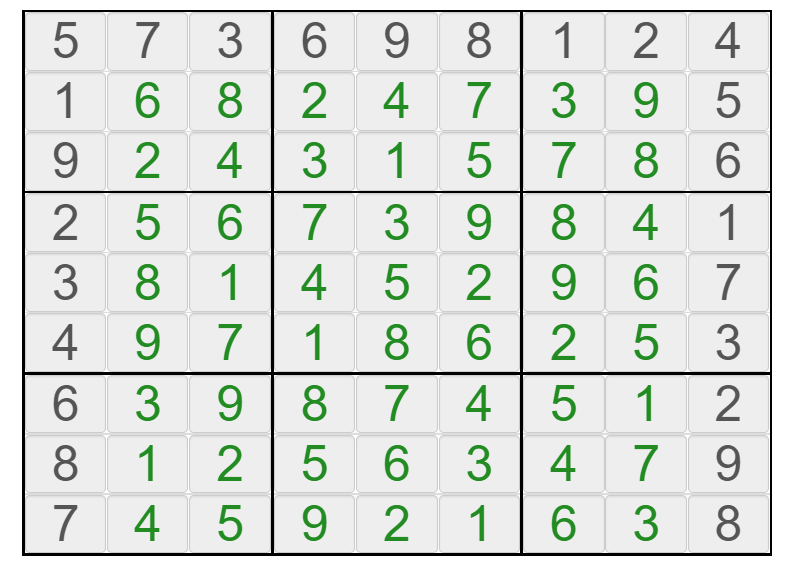 5 7 3 6 9 8 1 2 4
1 6 8 2 4 7 3 9 5
9 2 4 3 1 5 7 8 6
2 5 6 7 3 9 8 4 1
3 8 1 4 5 2 9 6 7
4 9 7 1 8 6 2 5 3
6 3 9 8 7 4 5 1 2
8 1 2 5 6 3 4 7 9
7 4 5 9 2 1 6 3 8